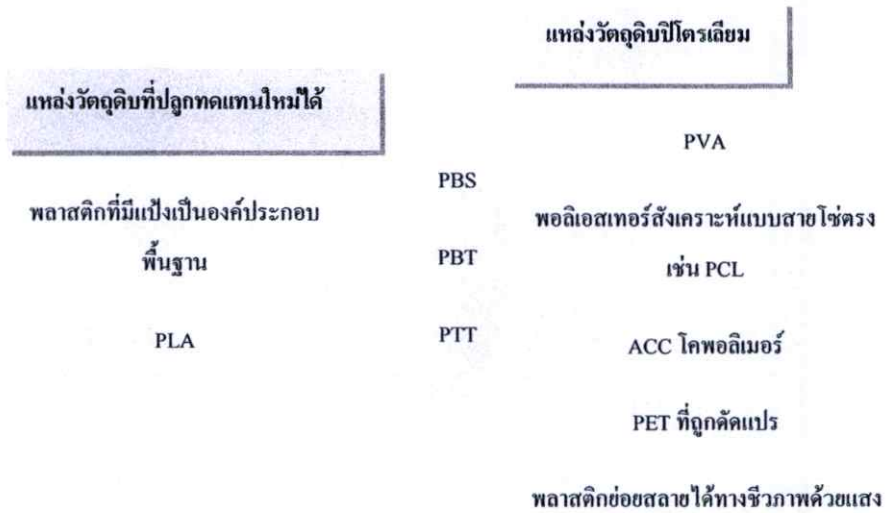 แหล่งวัตถุดิบปิโตรเลียม
แหล่งวัตถุดิบที่ปลูกทดแทนใหม่ได้
PVA
PBS
พลาสติกที่มีแป้งเป็นองค์ประกอบ
พอลิเอสเทอร์สังเคราะห์แบบสายโซ่ตรง
พื้นฐาน
PBT
เช่น PCL
PLA
PTT
ACC โคพอลิเมอร์
PET ที่ถูกดัดแปร
พลาสติกย่อยสลายได้ทางชีวภาพด้วยแสง